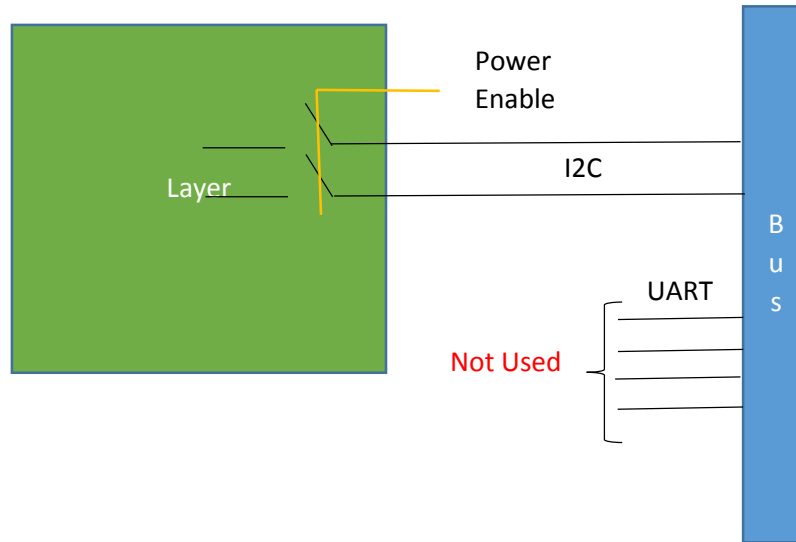 Power
Enable
I2C
Layer
B
u
s
UART
Not Used